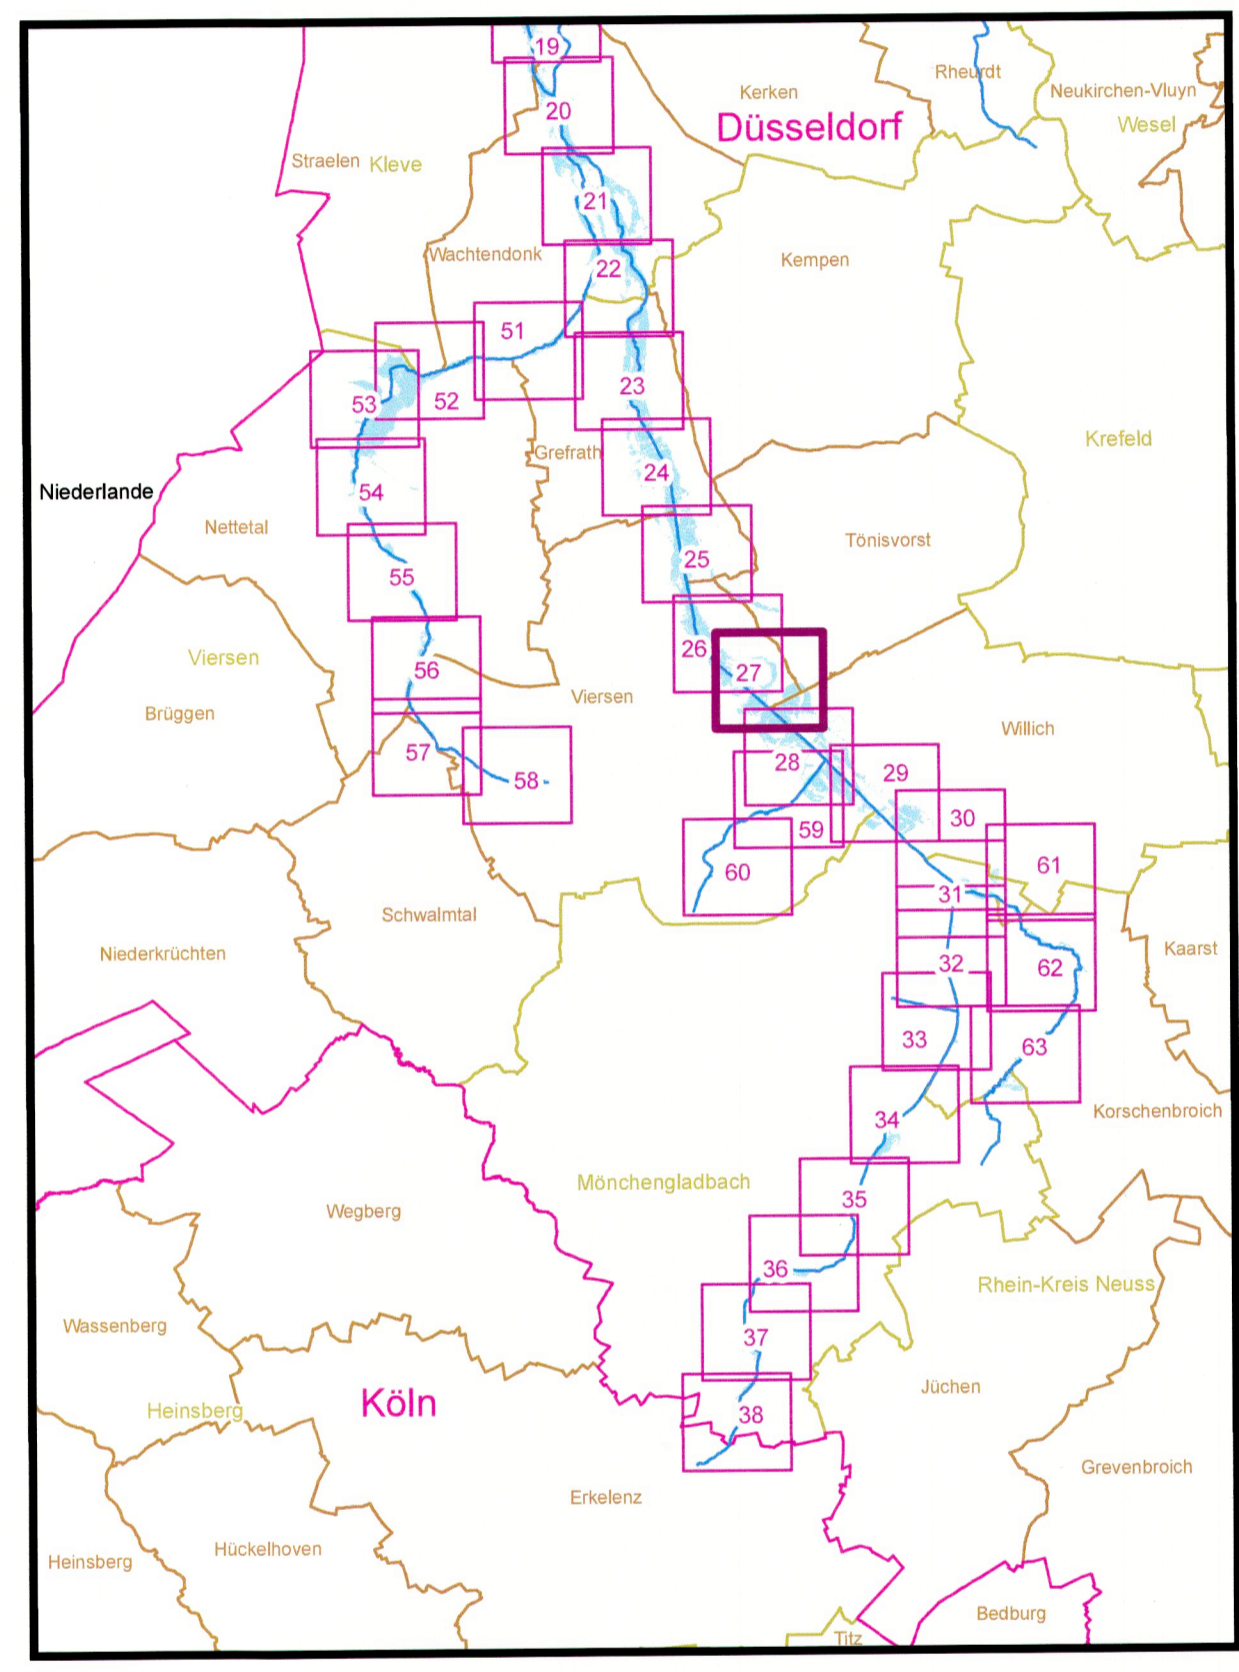 19
Rheurdt
Kerken
Neukirchen-Vluyn
20
Düsseldorf
Wesel
Straelen
Kleve
21
Wachtendonk
Kempen
22
51
23
53
52
Krefeld
Grefrath
24
54
Niederlande
Nettetal
Tönisvorst
25
55
26
Viersen
56
27
Viersen
Brüggen
Willich
57
28
29
58
30
59
61
60
31
Schwalmtal
Kaarst
Niederkrüchten
32
62
33
63
Korschenbroich
34
Mönchengladbach
35
Wegberg
36
Rhein-Kreis Neuss
Wassenberg
37
Jüchen
Köln
Heinsberg
38
Grevenbroich
Erkelenz
Hückelhoven
Heinsberg
Bedburg
Titz